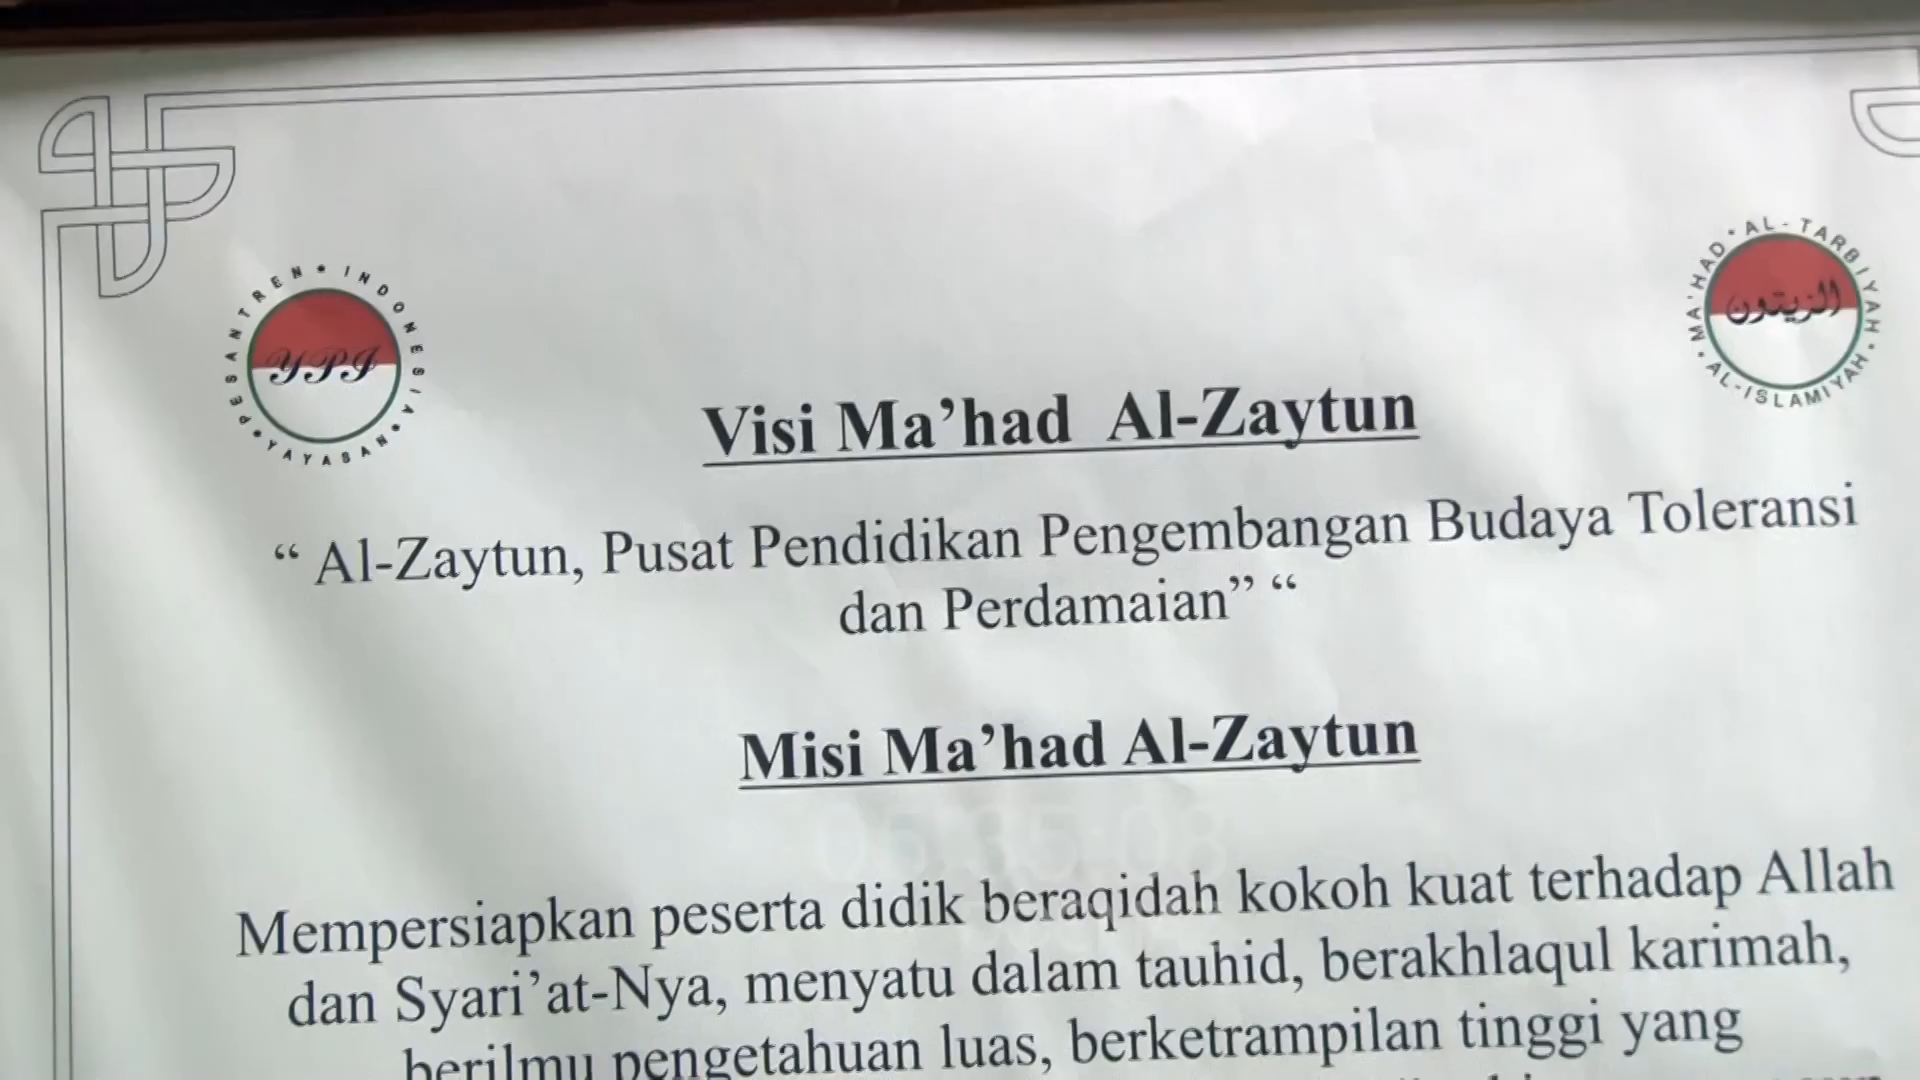 YAYASAN • PESANTREN • INDONESIA •
YPI
MA'HAD • AL-TARBIYAH • AL-ISLAMIYAH •
الزيتون
Visi Ma’had Al-Zaytun
“ Al-Zaytun, Pusat Pendidikan Pengembangan Budaya Toleransi
dan Perdamaian” “
Misi Ma’had Al-Zaytun
Mempersiapkan peserta didik beraqidah kokoh kuat terhadap Allah
dan Syari’at-Nya, menyatu dalam tauhid, berakhlaqul karimah,
berilmu pengetahuan luas, berketrampilan tinggi yang